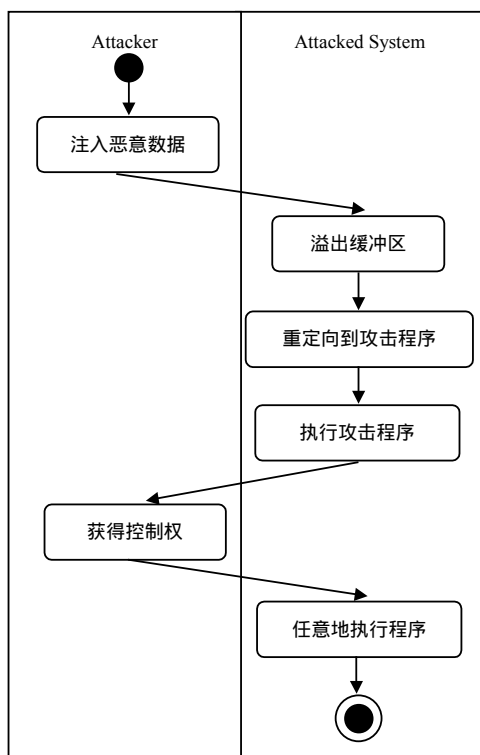 Attacker
Attacked System
注入恶意数据
溢出缓冲区
重定向到攻击程序
执行攻击程序
获得控制权
任意地执行程序